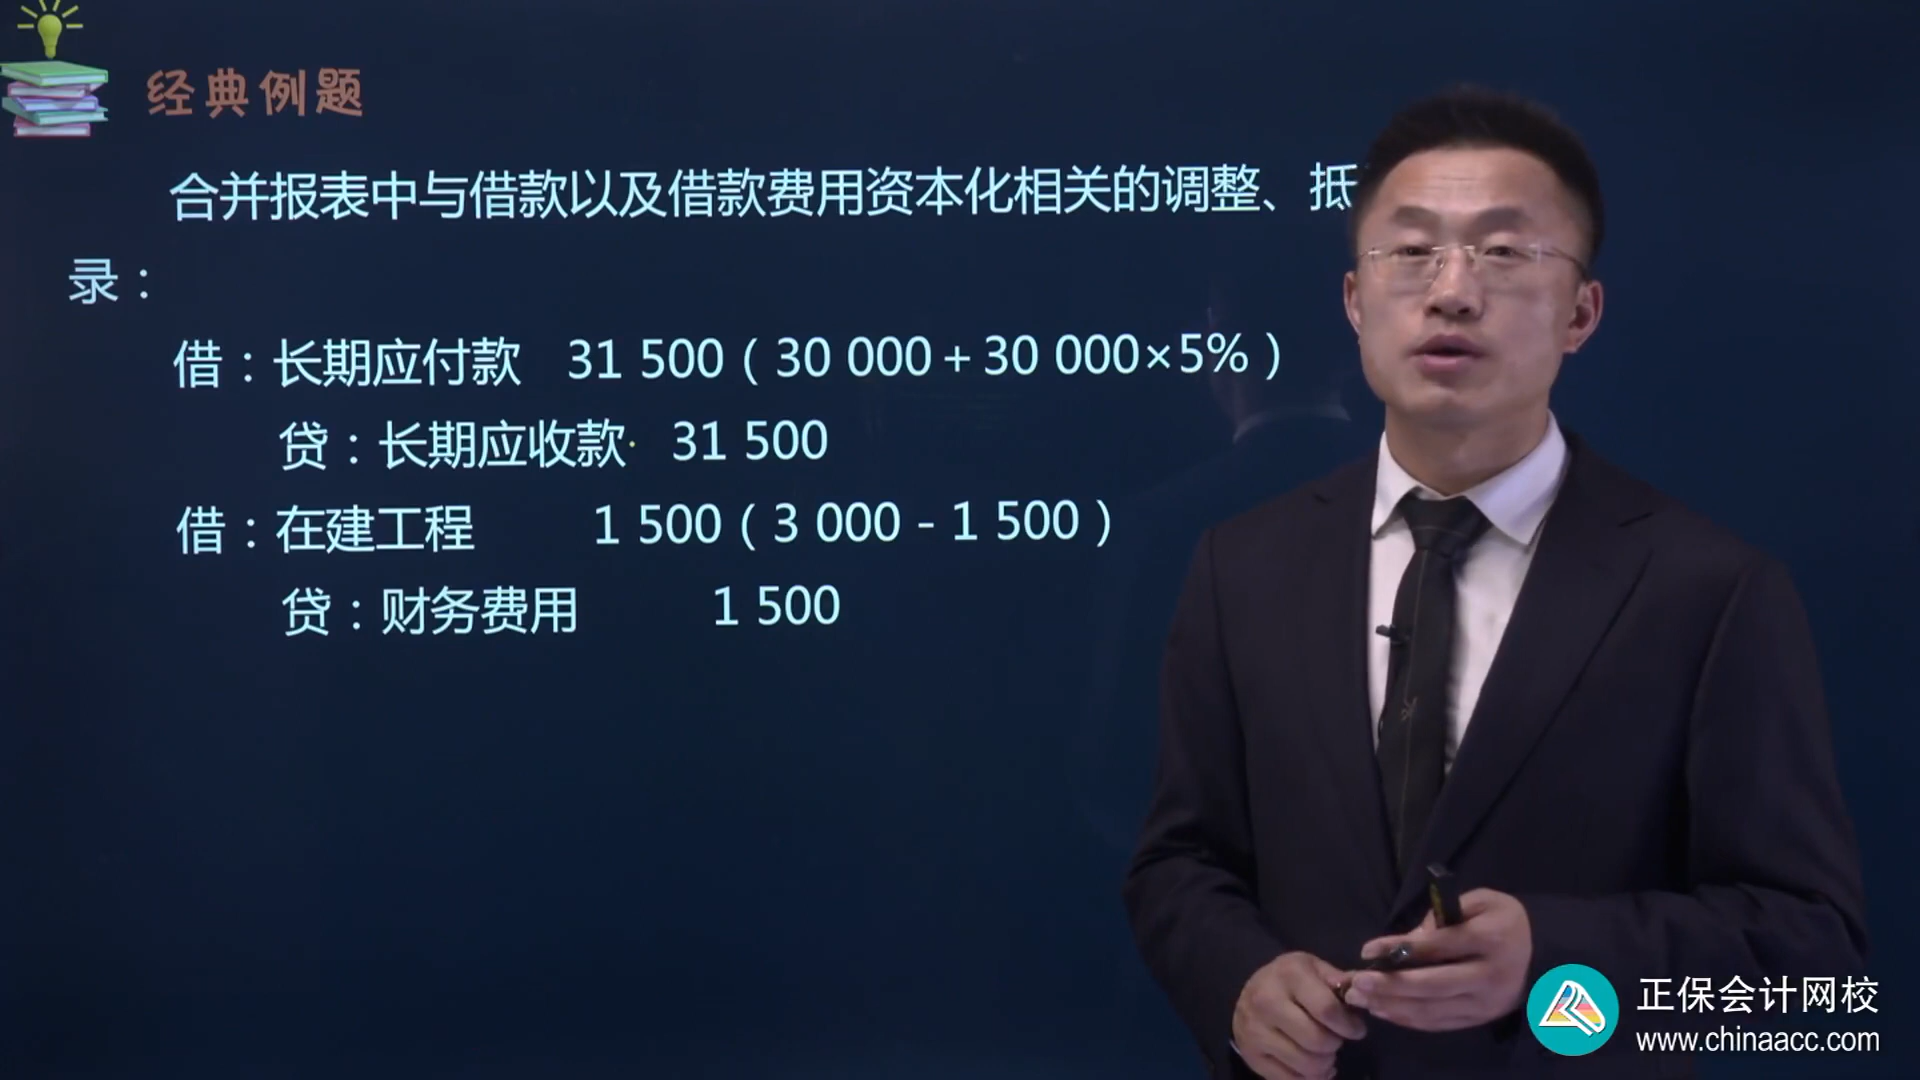 经典例题
合并报表中与借款以及借款费用资本化相关的调整、抵
录：
借：长期应付款 31 500（30 000＋30 000×5%）
贷：长期应收款 31 500
借：在建工程 1 500（3 000－1 500）
贷：财务费用 1 500
正保会计网校
www.chinaacc.com